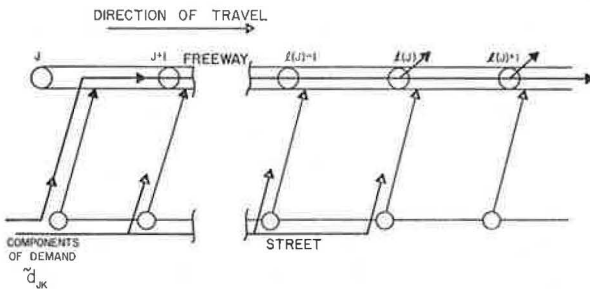 DIRECTION OF TRAVEL
J
J+1
FREEWAY
ℓ(J)-1
ℓ(J)
ℓ(J)+1
STREET
COMPONENTS
OF DEMAND
d̃JK